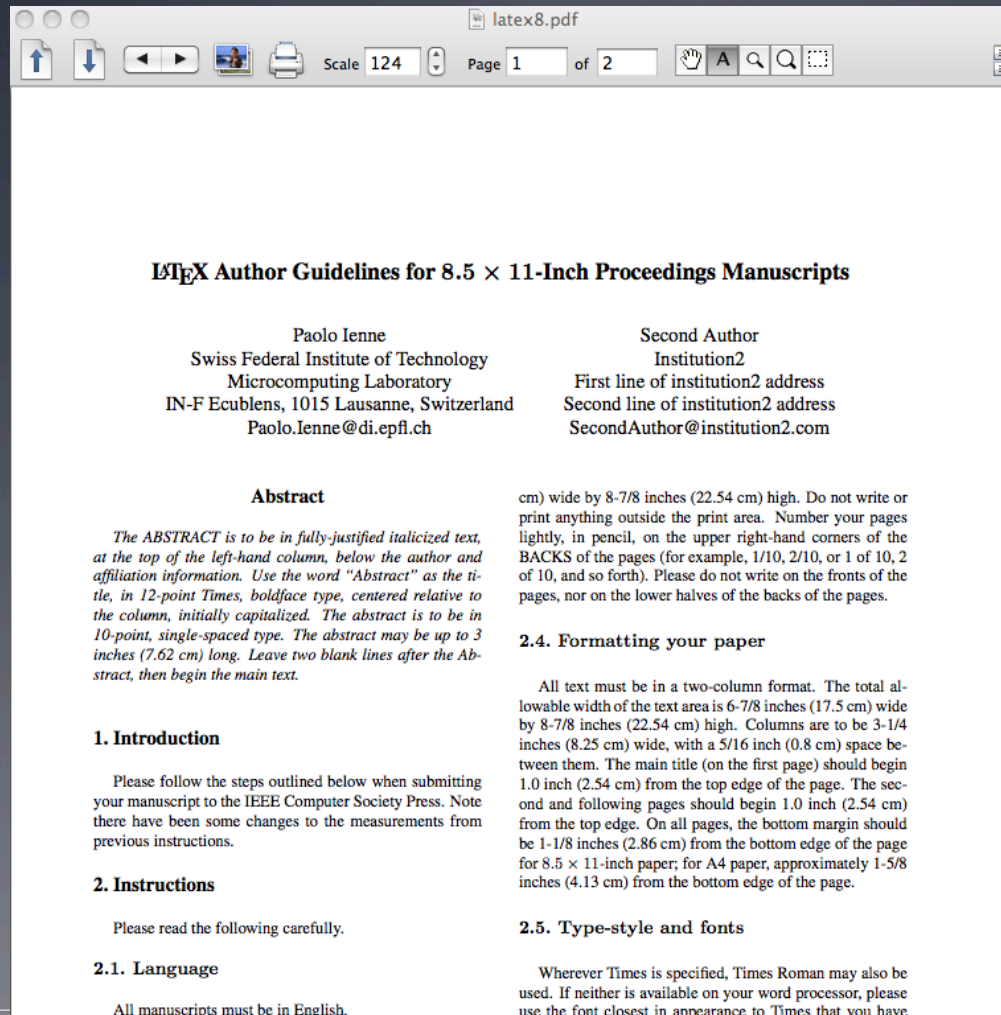 latex8.pdf
Scale 124 Page 1 of 2 A
LATEX Author Guidelines for 8.5 × 11-Inch Proceedings Manuscripts
Paolo Ienne
Swiss Federal Institute of Technology
Microcomputing Laboratory
IN-F Ecublens, 1015 Lausanne, Switzerland
Paolo.Ienne@di.epfl.ch
Second Author
Institution2
First line of institution2 address
Second line of institution2 address
SecondAuthor@institution2.com
Abstract
The ABSTRACT is to be in fully-justified italicized text,
at the top of the left-hand column, below the author and
affiliation information. Use the word “Abstract” as the ti-
tle, in 12-point Times, boldface type, centered relative to
the column, initially capitalized. The abstract is to be in
10-point, single-spaced type. The abstract may be up to 3
inches (7.62 cm) long. Leave two blank lines after the Ab-
stract, then begin the main text.
1. Introduction
Please follow the steps outlined below when submitting
your manuscript to the IEEE Computer Society Press. Note
there have been some changes to the measurements from
previous instructions.
2. Instructions
Please read the following carefully.
2.1. Language
All manuscripts must be in English.
cm) wide by 8-7/8 inches (22.54 cm) high. Do not write or
print anything outside the print area. Number your pages
lightly, in pencil, on the upper right-hand corners of the
BACKS of the pages (for example, 1/10, 2/10, or 1 of 10, 2
of 10, and so forth). Please do not write on the fronts of the
pages, nor on the lower halves of the backs of the pages.
2.4. Formatting your paper
All text must be in a two-column format. The total al-
lowable width of the text area is 6-7/8 inches (17.5 cm) wide
by 8-7/8 inches (22.54 cm) high. Columns are to be 3-1/4
inches (8.25 cm) wide, with a 5/16 inch (0.8 cm) space be-
tween them. The main title (on the first page) should begin
1.0 inch (2.54 cm) from the top edge of the page. The sec-
ond and following pages should begin 1.0 inch (2.54 cm)
from the top edge. On all pages, the bottom margin should
be 1-1/8 inches (2.86 cm) from the bottom edge of the page
for 8.5 × 11-inch paper; for A4 paper, approximately 1-5/8
inches (4.13 cm) from the bottom edge of the page.
2.5. Type-style and fonts
Wherever Times is specified, Times Roman may also be
used. If neither is available on your word processor, please
use the font closest in appearance to Times that you have